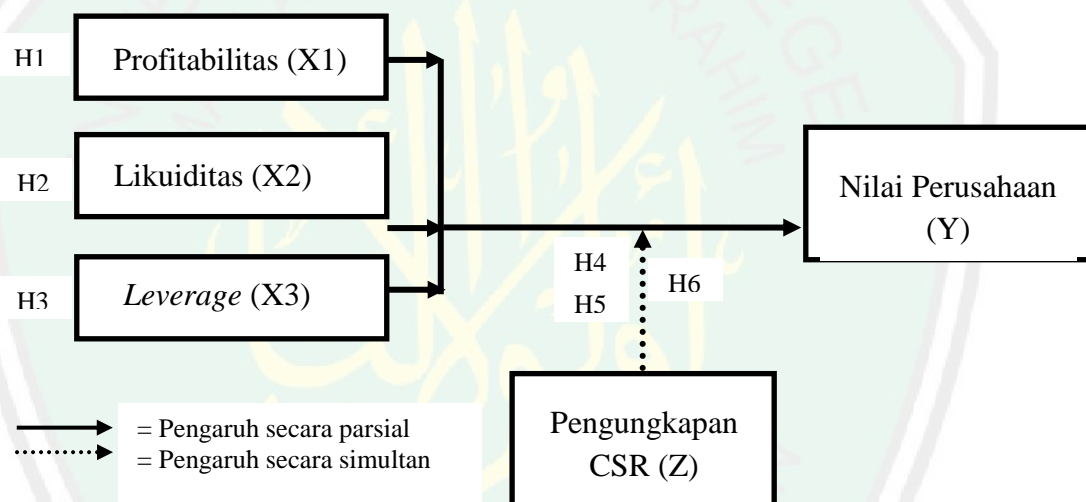 H1
Profitabilitas (X1)
H2
Likuiditas (X2)
H3
Leverage (X3)
Nilai Perusahaan
(Y)
H4
H5
H6
Pengungkapan
CSR (Z)
= Pengaruh secara parsial
= Pengaruh secara simultan